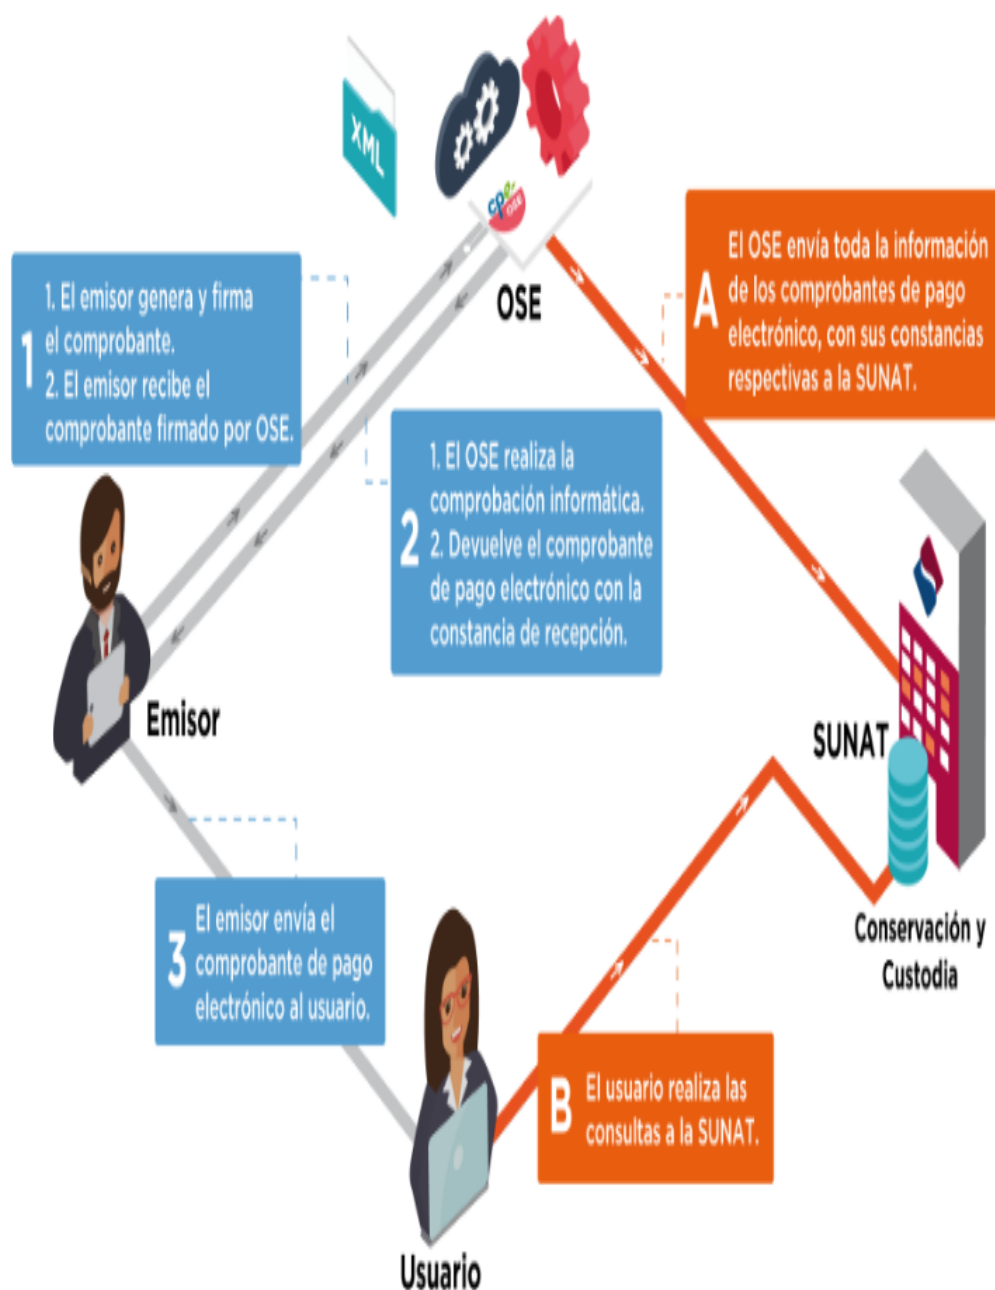 XML
cpe
OSE
OSE
1
1. El emisor genera y firma
el comprobante.
2. El emisor recibe el
comprobante firmado por OSE.
A
El OSE envía toda la información
de los comprobantes de pago
electrónico, con sus constancias
respectivas a la SUNAT.
2
1. El OSE realiza la
comprobación informática.
2. Devuelve el comprobante
de pago electrónico con la
constancia de recepción.
Emisor
SUNAT
3
El emisor envía el
comprobante de pago
electrónico al usuario.
Conservación y
Custodia
B
El usuario realiza las
consultas a la SUNAT.
Usuario